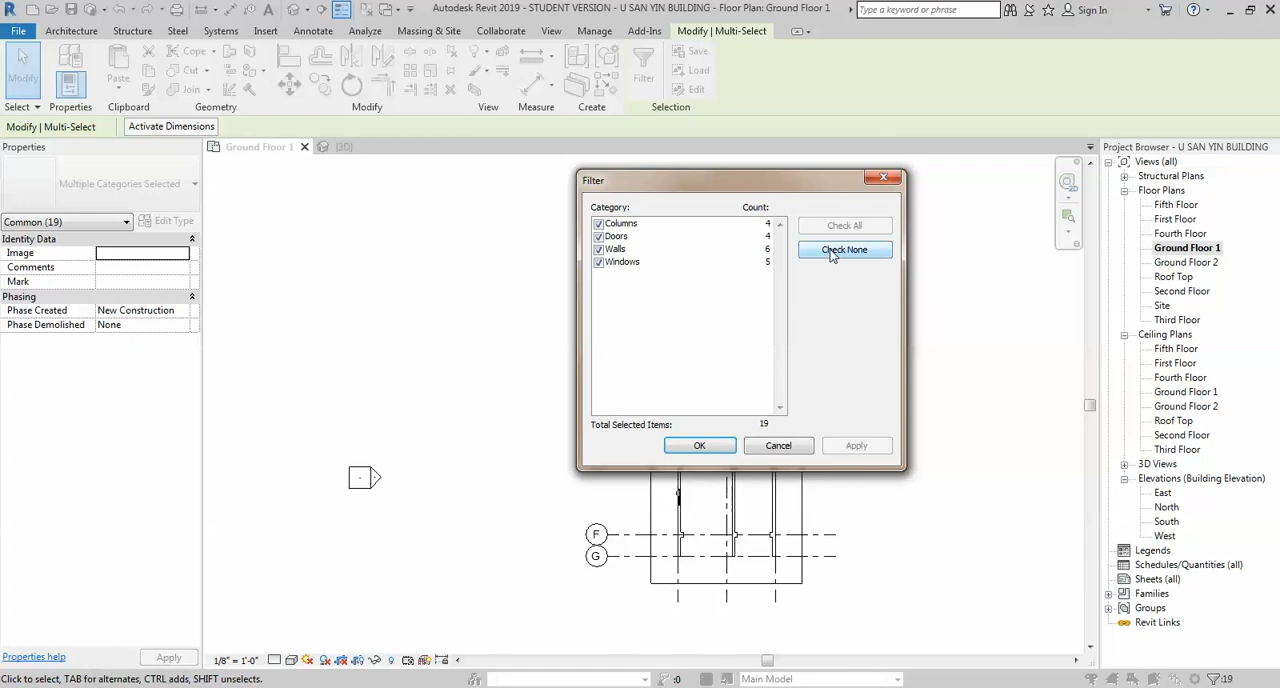 Autodesk Revit 2019 - STUDENT VERSION - U SAN YIN BUILDING - Floor Plan: Ground Floor 1
Type a keyword or phrase
Sign In
File Architecture Structure Steel Systems Insert Annotate Analyze Massing & Site Collaborate View Manage Add-Ins Modify | Multi-Select
Modify
Paste
Cope
Cut
Join
Filter
Save
Load
Edit
Select Properties Clipboard Geometry Modify View Measure Create Selection
Modify | Multi-Select Activate Dimensions
Properties
Multiple Categories Selected
Common (19) Edit Type
Identity Data
Image
Comments
Mark
Phasing
Phase Created New Construction
Phase Demolished None
Properties help Apply
Ground Floor 1 {3D}
Filter
Category: Count:
Columns 4
Doors 4
Walls 6
Windows 5
Check All
Check None
Total Selected Items: 19
OK Cancel Apply
F
G
2D
Project Browser - U SAN YIN BUILDING
Views (all)
Structural Plans
Floor Plans
Fifth Floor
First Floor
Fourth Floor
Ground Floor 1
Ground Floor 2
Roof Top
Second Floor
Site
Third Floor
Ceiling Plans
Fifth Floor
First Floor
Fourth Floor
Ground Floor 1
Ground Floor 2
Roof Top
Second Floor
Third Floor
3D Views
Elevations (Building Elevation)
East
North
South
West
Legends
Schedules/Quantities (all)
Sheets (all)
Families
Groups
Revit Links
1/8" = 1'-0"
Click to select, TAB for alternates, CTRL adds, SHIFT unselects.
:0
Main Model
:19